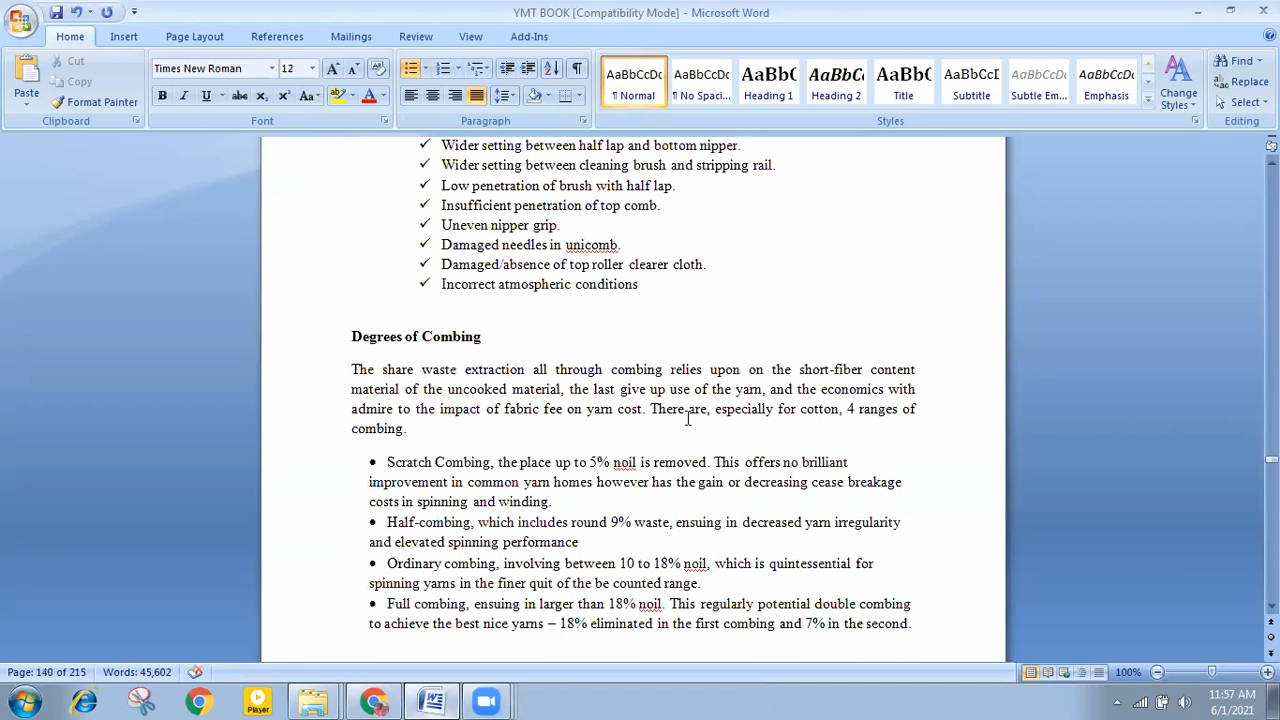 YMT BOOK [Compatibility Mode] - Microsoft Word
Home Insert Page Layout References Mailings Review View Add-Ins
Paste
Cut
Copy
Format Painter
Clipboard
Times New Roman 12
Font
Paragraph
AaBbCcDc AaBbCcDc AaBbC AaBbCc AaBbC AaBbCcI AaBbCcDc AaBbCcDc
¶ Normal ¶ No Spaci... Heading 1 Heading 2 Title Subtitle Subtle Em... Emphasis
Change Styles
Styles
Find
Replace
Select
Editing
✓ Wider setting between half lap and bottom nipper.
✓ Wider setting between cleaning brush and stripping rail.
✓ Low penetration of brush with half lap.
✓ Insufficient penetration of top comb.
✓ Uneven nipper grip.
✓ Damaged needles in unicomb.
✓ Damaged/absence of top roller clearer cloth.
✓ Incorrect atmospheric conditions
Degrees of Combing
The share waste extraction all through combing relies upon on the short-fiber content
material of the uncooked material, the last give up use of the yarn, and the economics with
admire to the impact of fabric fee on yarn cost. There are, especially for cotton, 4 ranges of
combing.
• Scratch Combing, the place up to 5% noil is removed. This offers no brilliant
improvement in common yarn homes however has the gain or decreasing cease breakage
costs in spinning and winding.
• Half-combing, which includes round 9% waste, ensuing in decreased yarn irregularity
and elevated spinning performance
• Ordinary combing, involving between 10 to 18% noil, which is quintessential for
spinning yarns in the finer quit of the be counted range.
• Full combing, ensuing in larger than 18% noil. This regularly potential double combing
to achieve the best nice yarns – 18% eliminated in the first combing and 7% in the second.
Page: 140 of 215 Words: 45,602 100%
Player
11:57 AM
6/1/2021